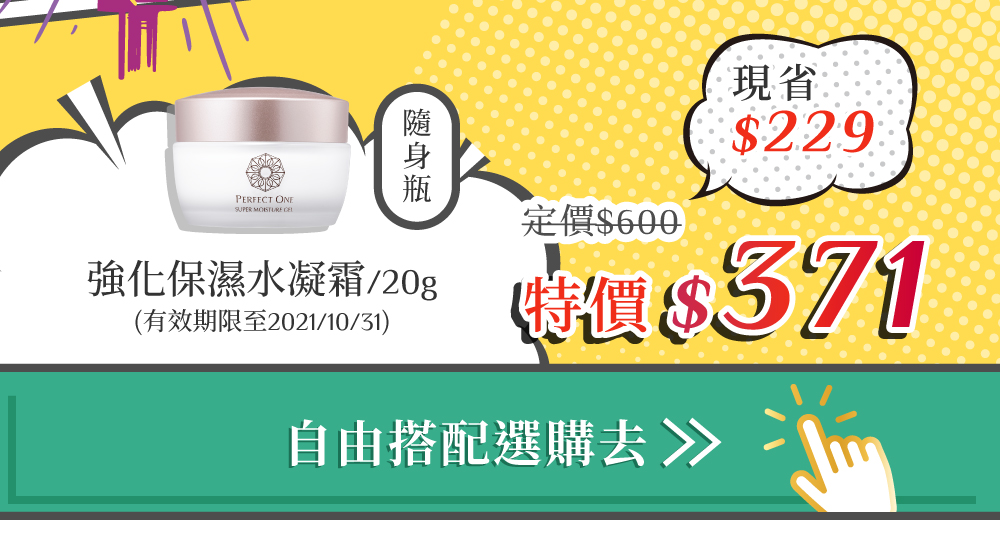 現省
$229
隨身瓶
PERFECT ONE
SUPER MOISTURE GEL
定價$600
特價$371
強化保濕水凝霜/20g
(有效期限至2021/10/31)
自由搭配選購去